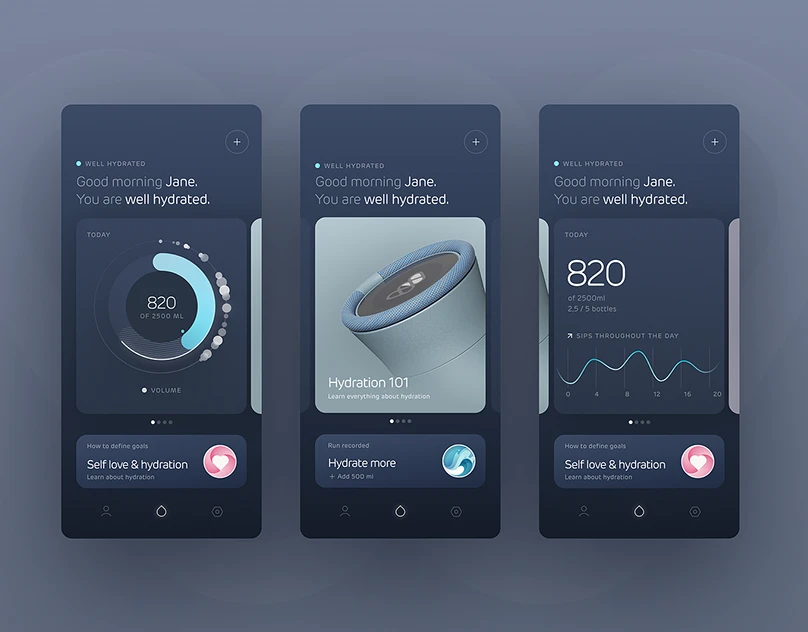 WELL HYDRATED
Good morning Jane.
You are well hydrated.
TODAY
820
OF 2500 ML
VOLUME
How to define goals
Self love & hydration
Learn about hydration
WELL HYDRATED
Good morning Jane.
You are well hydrated.
Hydration 101
Learn everything about hydration
Run recorded
Hydrate more
+ Add 500 ml
WELL HYDRATED
Good morning Jane.
You are well hydrated.
TODAY
820
of 2500ml
2.5 / 5 bottles
SIPS THROUGHOUT THE DAY
0 4 8 12 16 20
How to define goals
Self love & hydration
Learn about hydration